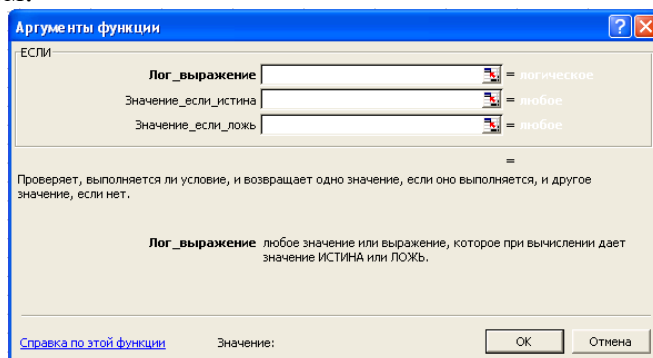 Аргументы функции
ЕСЛИ
Лог_выражение = логическое
Значение_если_истина = любое
Значение_если_ложь = любое
=
Проверяет, выполняется ли условие, и возвращает одно значение, если оно выполняется, и другое
значение, если нет.
Лог_выражение любое значение или выражение, которое при вычислении дает
значение ИСТИНА или ЛОЖЬ.
Справка по этой функции Значение: ОК Отмена